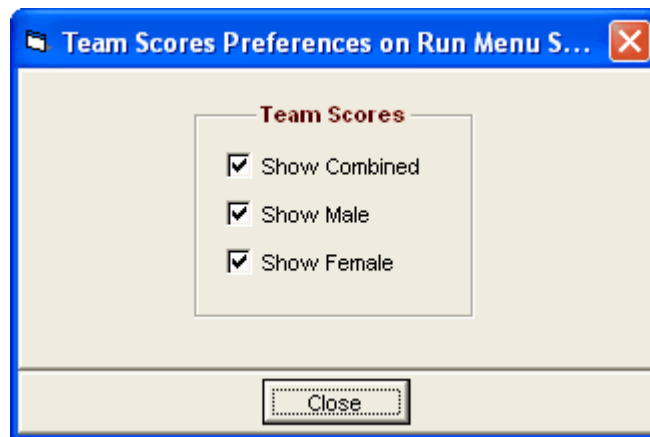 Team Scores Preferences on Run Menu S...
Team Scores
Show Combined
Show Male
Show Female
Close